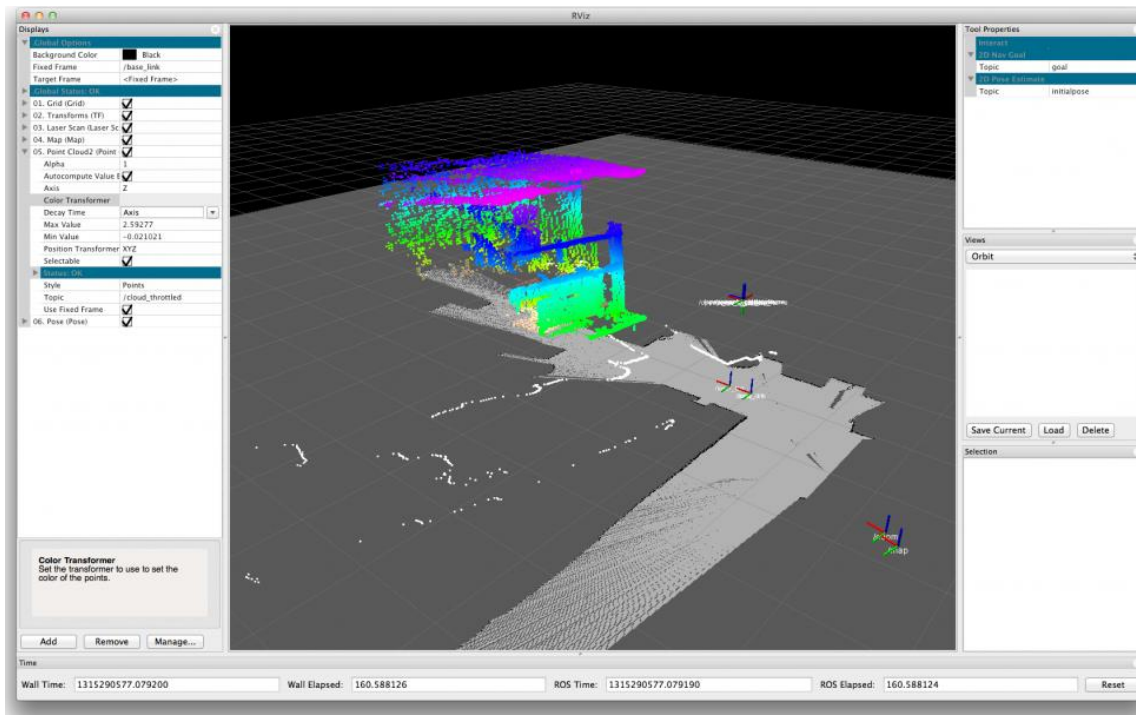 RViz
Displays
Global Options
Background Color Black
Fixed Frame /base_link
Target Frame <Fixed Frame>
Global Status: OK
01. Grid (Grid)
02. Transforms (TF)
03. Laser Scan (Laser Sc
04. Map (Map)
05. Point Cloud2 (Point
Alpha 1
Autocompute Value B
Axis Z
Color Transformer
Decay Time Axis
Max Value 2.59277
Min Value -0.021021
Position Transformer XYZ
Selectable
Status: OK
Style Points
Topic /cloud_throttled
Use Fixed Frame
06. Pose (Pose)
Color Transformer
Set the transformer to use to set the
color of the points.
Add Remove Manage...
/map
Tool Properties
Interact
2D Nav Goal
Topic goal
2D Pose Estimate
Topic initialpose
Views
Orbit
Save Current Load Delete
Selection
Time
Wall Time: 1315290577.079200 Wall Elapsed: 160.588126 ROS Time: 1315290577.079190 ROS Elapsed: 160.588124 Reset